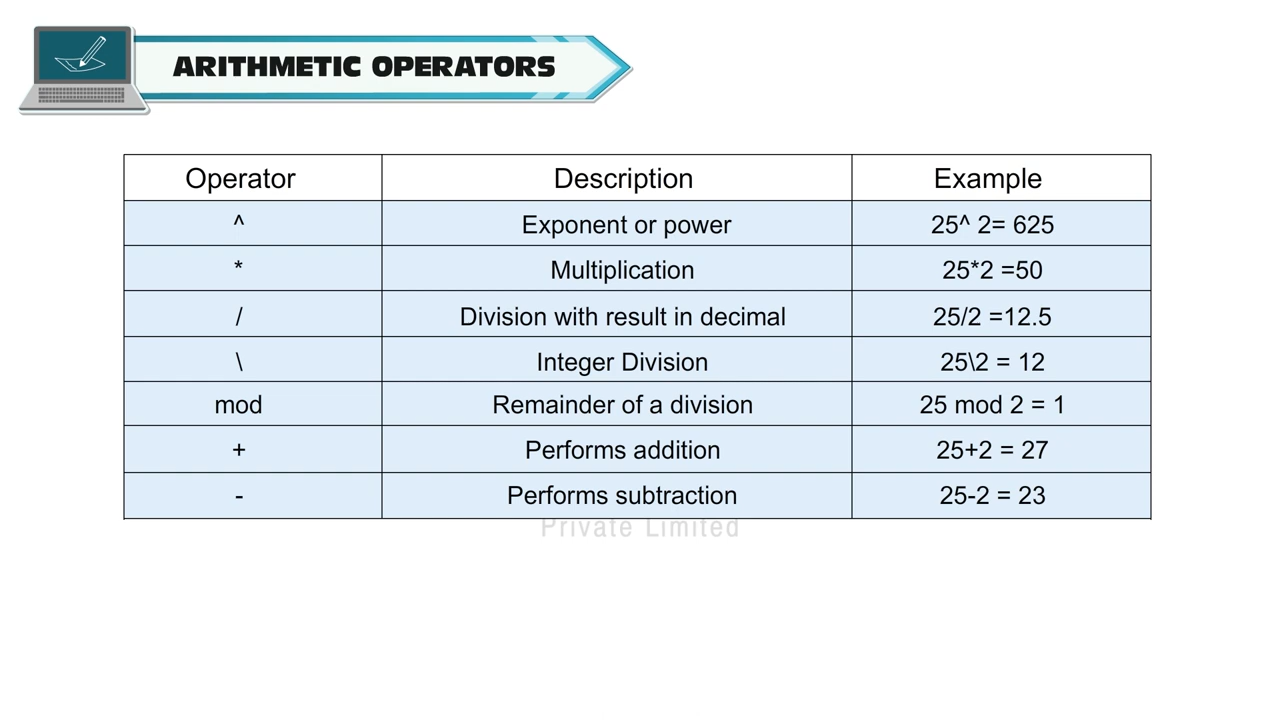 ARITHMETIC OPERATORS
Operator Description Example
^ Exponent or power 25^ 2= 625
* Multiplication 25*2 =50
/ Division with result in decimal 25/2 =12.5
\ Integer Division 25\2 = 12
mod Remainder of a division 25 mod 2 = 1
+ Performs addition 25+2 = 27
- Performs subtraction 25-2 = 23
Private Limited